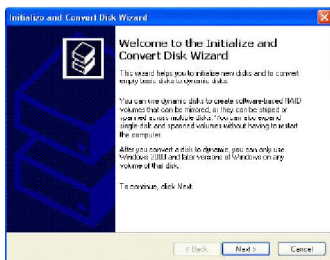 Initialize and Convert Disk Wizard
Welcome to the Initialize and
Convert Disk Wizard
This wizard helps you to initialize new disks and to convert
empty basic disks to dynamic disks.
You can use dynamic disks to create software-based RAID
volumes that can be mirrored, or they can be striped or
spanned across multiple disks. You can also expand
single disk and spanned volumes without having to restart
the computer.
After you convert a disk to dynamic, you can only use
Windows 2000 and later versions of Windows on any
volume of that disk.
To continue, click Next.
< Back
Next >
Cancel